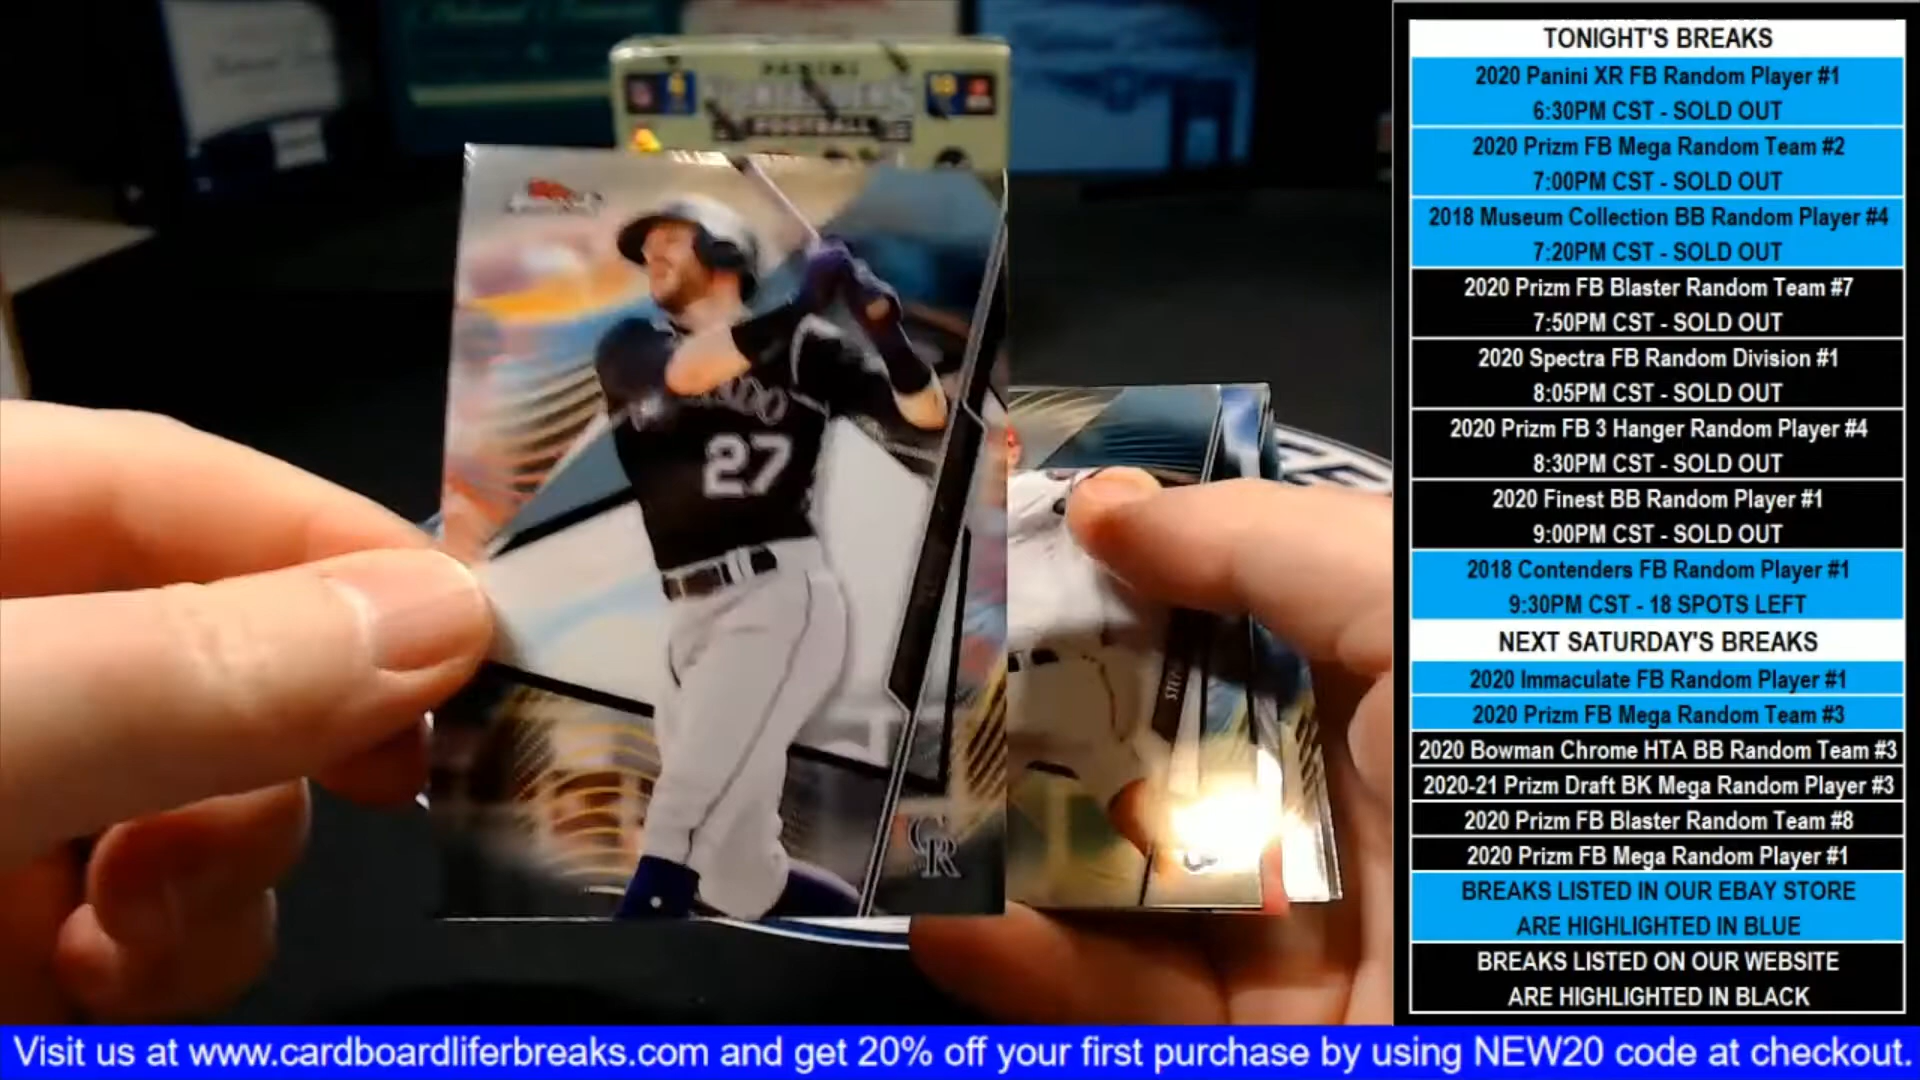 PANINI
FOOTBALL
27
CR
STEP
TONIGHT'S BREAKS
2020 Panini XR FB Random Player #1
6:30PM CST - SOLD OUT
2020 Prizm FB Mega Random Team #2
7:00PM CST - SOLD OUT
2018 Museum Collection BB Random Player #4
7:20PM CST - SOLD OUT
2020 Prizm FB Blaster Random Team #7
7:50PM CST - SOLD OUT
2020 Spectra FB Random Division #1
8:05PM CST - SOLD OUT
2020 Prizm FB 3 Hanger Random Player #4
8:30PM CST - SOLD OUT
2020 Finest BB Random Player #1
9:00PM CST - SOLD OUT
2018 Contenders FB Random Player #1
9:30PM CST - 18 SPOTS LEFT
NEXT SATURDAY'S BREAKS
2020 Immaculate FB Random Player #1
2020 Prizm FB Mega Random Team #3
2020 Bowman Chrome HTA BB Random Team #3
2020-21 Prizm Draft BK Mega Random Player #3
2020 Prizm FB Blaster Random Team #8
2020 Prizm FB Mega Random Player #1
BREAKS LISTED IN OUR EBAY STORE
ARE HIGHLIGHTED IN BLUE
BREAKS LISTED ON OUR WEBSITE
ARE HIGHLIGHTED IN BLACK
Visit us at www.cardboardliferbreaks.com and get 20% off your first purchase by using NEW20 code at checkout.